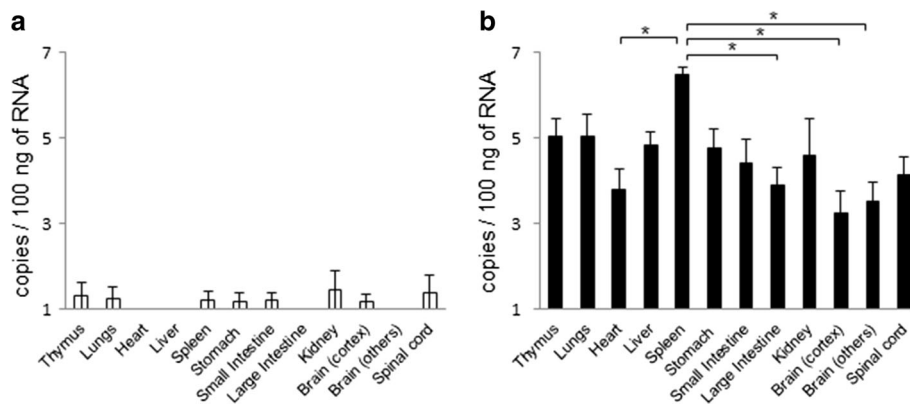 a
copies / 100 ng of RNA
7
5
3
1
Thymus
Lungs
Heart
Liver
Spleen
Stomach
Small Intestine
Large Intestine
Kidney
Brain (cortex)
Brain (others)
Spinal cord
b
copies / 100 ng of RNA
7
5
3
1
*
*
*
*
Thymus
Lungs
Heart
Liver
Spleen
Stomach
Small Intestine
Large Intestine
Kidney
Brain (cortex)
Brain (others)
Spinal cord